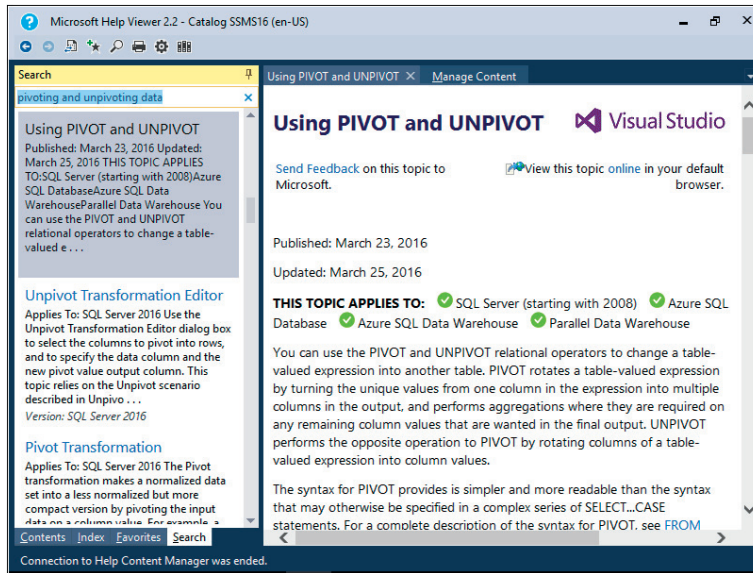 Microsoft Help Viewer 2.2 - Catalog SSMS16 (en-US)
Search
pivoting and unpivoting data
Using PIVOT and UNPIVOT
Published: March 23, 2016 Updated:
March 25, 2016 THIS TOPIC APPLIES
TO:SQL Server (starting with 2008)Azure
SQL DatabaseAzure SQL Data
WarehouseParallel Data Warehouse You
can use the PIVOT and UNPIVOT
relational operators to change a table-
valued e . . .
Unpivot Transformation Editor
Applies To: SQL Server 2016 Use the
Unpivot Transformation Editor dialog box
to select the columns to pivot into rows,
and to specify the data column and the
new pivot value output column. This
topic relies on the Unpivot scenario
described in Unpivo . . .
Version: SQL Server 2016
Pivot Transformation
Applies To: SQL Server 2016 The Pivot
transformation makes a normalized data
set into a less normalized but more
compact version by pivoting the input
data on a column value. For example, a
Contents Index Favorites Search
Using PIVOT and UNPIVOT Manage Content
Using PIVOT and UNPIVOT
Visual Studio
Send Feedback on this topic to
Microsoft.
View this topic online in your default
browser.
Published: March 23, 2016
Updated: March 25, 2016
THIS TOPIC APPLIES TO: SQL Server (starting with 2008) Azure SQL
Database Azure SQL Data Warehouse Parallel Data Warehouse
You can use the PIVOT and UNPIVOT relational operators to change a table-
valued expression into another table. PIVOT rotates a table-valued expression
by turning the unique values from one column in the expression into multiple
columns in the output, and performs aggregations where they are required on
any remaining column values that are wanted in the final output. UNPIVOT
performs the opposite operation to PIVOT by rotating columns of a table-
valued expression into column values.
The syntax for PIVOT provides is simpler and more readable than the syntax
that may otherwise be specified in a complex series of SELECT...CASE
statements. For a complete description of the syntax for PIVOT, see FROM
Connection to Help Content Manager was ended.